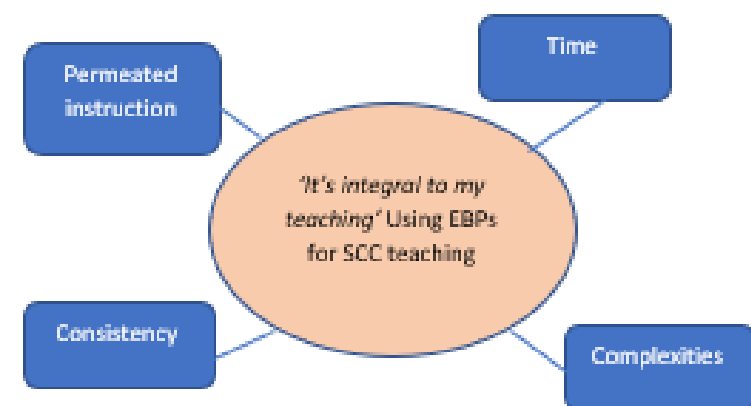 Time
Permeated
instruction
‘It’s integral to my
teaching’ Using EBPs
for SCC teaching
Consistency
Complexities